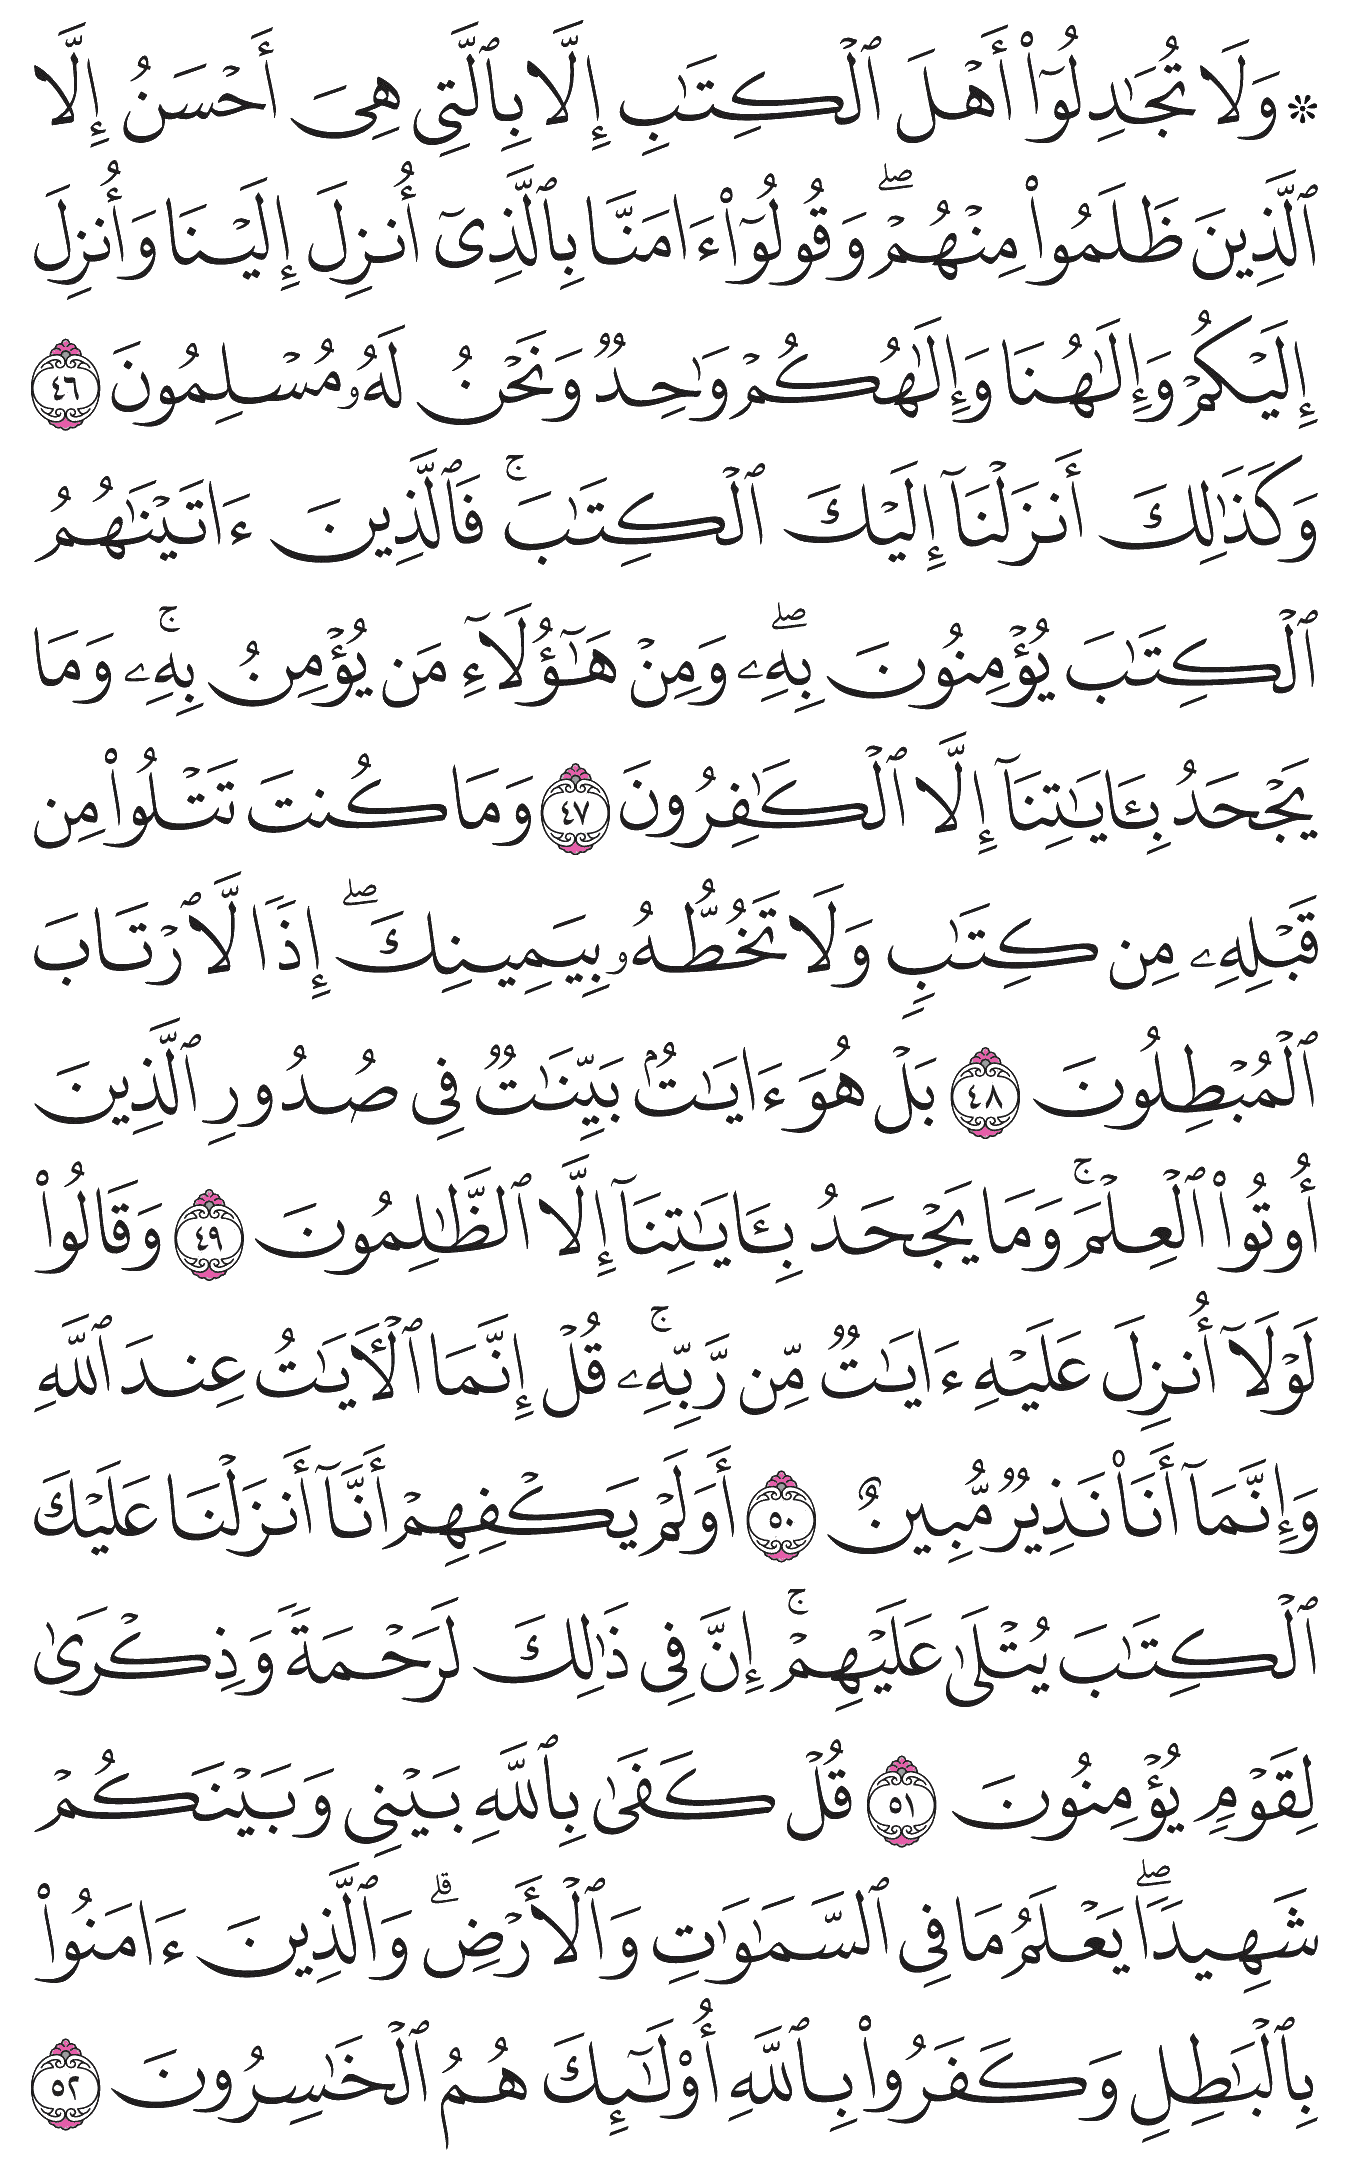 ۞ وَلَا تُجَٰدِلُوٓا۟ أَهْلَ ٱلْكِتَٰبِ إِلَّا بِٱلَّتِى هِىَ أَحْسَنُ إِلَّا
ٱلَّذِينَ ظَلَمُوا۟ مِنْهُمْ ۖ وَقُولُوٓا۟ ءَامَنَّا بِٱلَّذِىٓ أُنزِلَ إِلَيْنَا وَأُنزِلَ
إِلَيْكُمْ وَإِلَٰهُنَا وَإِلَٰهُكُمْ وَٰحِدٌ وَنَحْنُ لَهُۥ مُسْلِمُونَ ٤٦
وَكَذَٰلِكَ أَنزَلْنَآ إِلَيْكَ ٱلْكِتَٰبَ ۚ فَٱلَّذِينَ ءَاتَيْنَٰهُمُ
ٱلْكِتَٰبَ يُؤْمِنُونَ بِهِۦ ۖ وَمِنْ هَٰٓؤُلَآءِ مَن يُؤْمِنُ بِهِۦ ۚ وَمَا
يَجْحَدُ بِـَٔايَٰتِنَآ إِلَّا ٱلْكَٰفِرُونَ ٤٧ وَمَا كُنتَ تَتْلُوا۟ مِن
قَبْلِهِۦ مِن كِتَٰبٍ وَلَا تَخُطُّهُۥ بِيَمِينِكَ ۖ إِذًا لَّٱرْتَابَ
ٱلْمُبْطِلُونَ ٤٨ بَلْ هُوَ ءَايَٰتٌۢ بَيِّنَٰتٌ فِى صُدُورِ ٱلَّذِينَ
أُوتُوا۟ ٱلْعِلْمَ ۚ وَمَا يَجْحَدُ بِـَٔايَٰتِنَآ إِلَّا ٱلظَّٰلِمُونَ ٤٩ وَقَالُوا۟
لَوْلَآ أُنزِلَ عَلَيْهِ ءَايَٰتٌ مِّن رَّبِّهِۦ ۚ قُلْ إِنَّمَا ٱلْـَٔايَٰتُ عِندَ ٱللَّهِ
وَإِنَّمَآ أَنَا۠ نَذِيرٌ مُّبِينٌ ٥٠ أَوَلَمْ يَكْفِهِمْ أَنَّآ أَنزَلْنَا عَلَيْكَ
ٱلْكِتَٰبَ يُتْلَىٰ عَلَيْهِمْ ۚ إِنَّ فِى ذَٰلِكَ لَرَحْمَةً وَذِكْرَىٰ
لِقَوْمٍ يُؤْمِنُونَ ٥١ قُلْ كَفَىٰ بِٱللَّهِ بَيْنِى وَبَيْنَكُمْ
شَهِيدًا ۖ يَعْلَمُ مَا فِى ٱلسَّمَٰوَٰتِ وَٱلْأَرْضِ ۗ وَٱلَّذِينَ ءَامَنُوا۟
بِٱلْبَٰطِلِ وَكَفَرُوا۟ بِٱللَّهِ أُو۟لَٰٓئِكَ هُمُ ٱلْخَٰسِرُونَ ٥٢